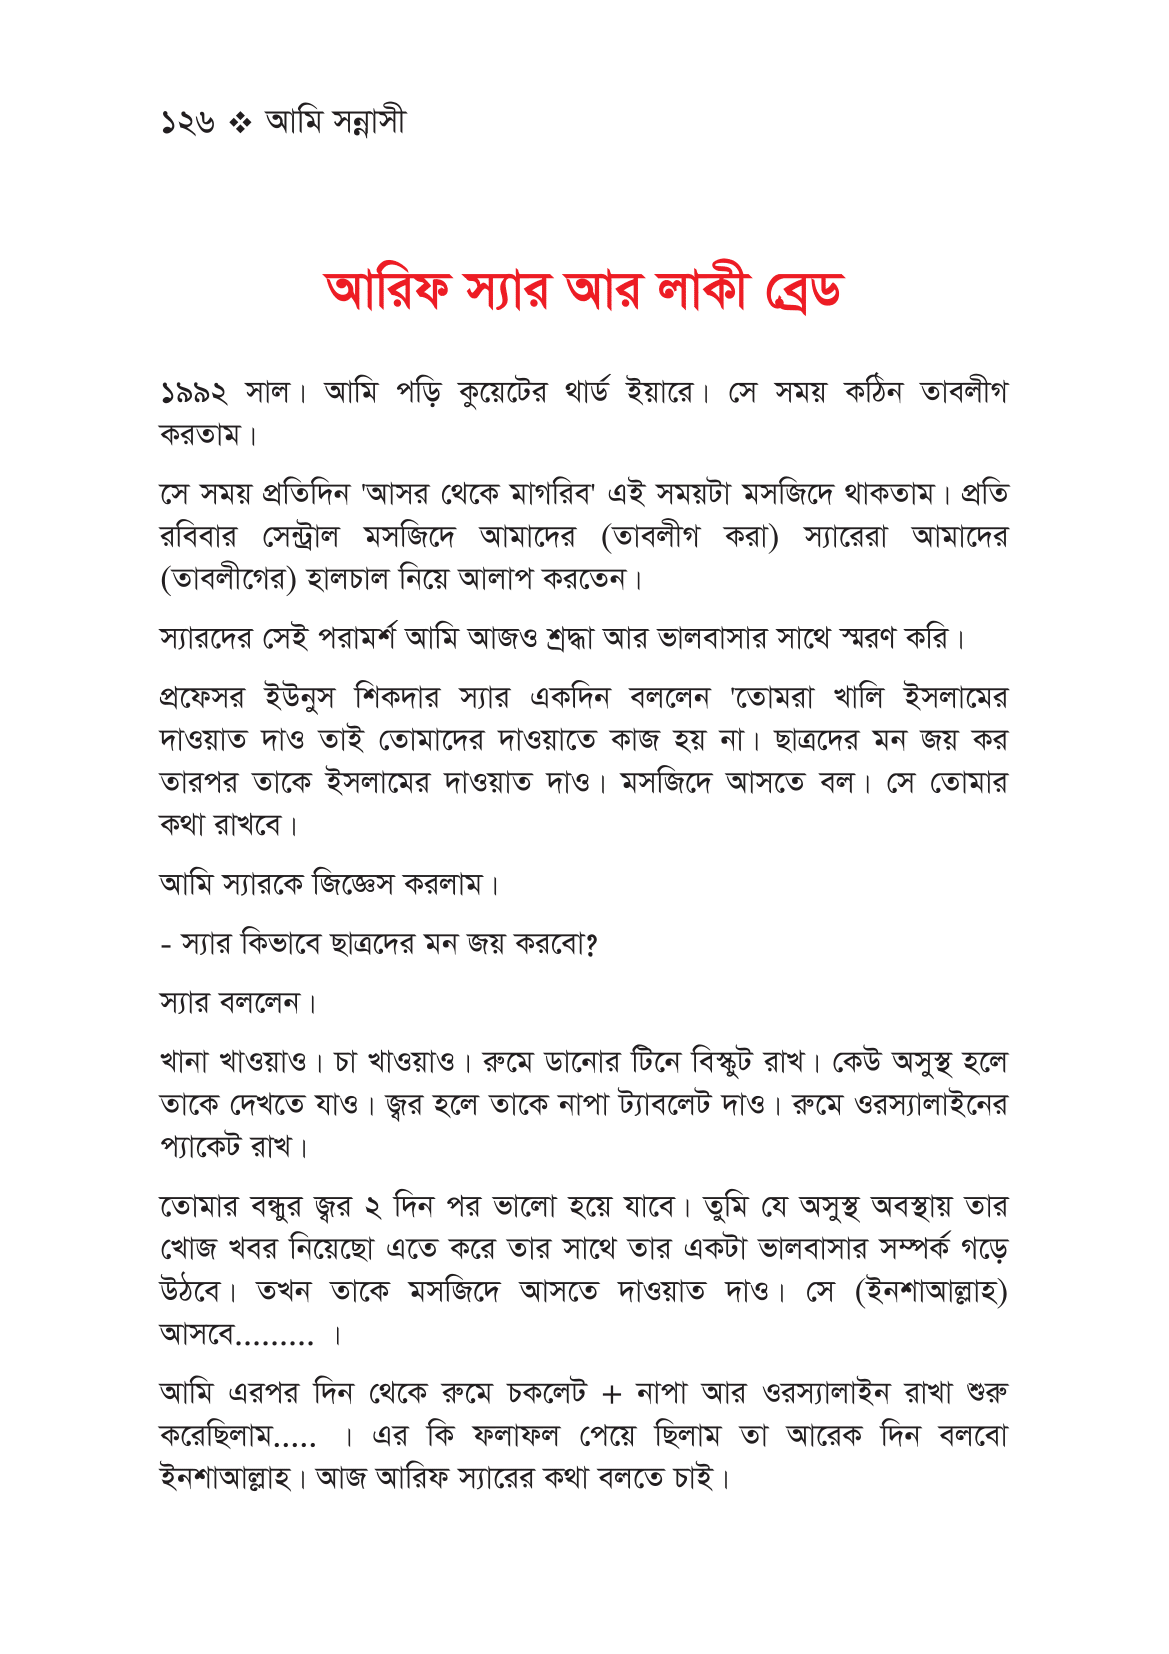 ১২৬ ❖ আমি সন্নাসী
আরিফ স্যার আর লাকী ব্রেড
১৯৯২ সাল। আমি পড়ি কুয়েটের থার্ড ইয়ারে। সে সময় কঠিন তাবলীগ
করতাম।
সে সময় প্রতিদিন 'আসর থেকে মাগরিব' এই সময়টা মসজিদে থাকতাম। প্রতি
রবিবার সেন্ট্রাল মসজিদে আমাদের (তাবলীগ করা) স্যারেরা আমাদের
(তাবলীগের) হালচাল নিয়ে আলাপ করতেন।
স্যারদের সেই পরামর্শ আমি আজও শ্রদ্ধা আর ভালবাসার সাথে স্মরণ করি।
প্রফেসর ইউনুস শিকদার স্যার একদিন বললেন 'তোমরা খালি ইসলামের
দাওয়াত দাও তাই তোমাদের দাওয়াতে কাজ হয় না। ছাত্রদের মন জয় কর
তারপর তাকে ইসলামের দাওয়াত দাও। মসজিদে আসতে বল। সে তোমার
কথা রাখবে।
আমি স্যারকে জিজ্ঞেস করলাম।
- স্যার কিভাবে ছাত্রদের মন জয় করবো?
স্যার বললেন।
খানা খাওয়াও। চা খাওয়াও। রুমে ডানোর টিনে বিস্কুট রাখ। কেউ অসুস্থ হলে
তাকে দেখতে যাও। জ্বর হলে তাকে নাপা ট্যাবলেট দাও। রুমে ওরস্যালাইনের
প্যাকেট রাখ।
তোমার বন্ধুর জ্বর ২ দিন পর ভালো হয়ে যাবে। তুমি যে অসুস্থ অবস্থায় তার
খোজ খবর নিয়েছো এতে করে তার সাথে তার একটা ভালবাসার সম্পর্ক গড়ে
উঠবে। তখন তাকে মসজিদে আসতে দাওয়াত দাও। সে (ইনশাআল্লাহ)
আসবে......... ।
আমি এরপর দিন থেকে রুমে চকলেট + নাপা আর ওরস্যালাইন রাখা শুরু
করেছিলাম..... । এর কি ফলাফল পেয়ে ছিলাম তা আরেক দিন বলবো
ইনশাআল্লাহ। আজ আরিফ স্যারের কথা বলতে চাই।